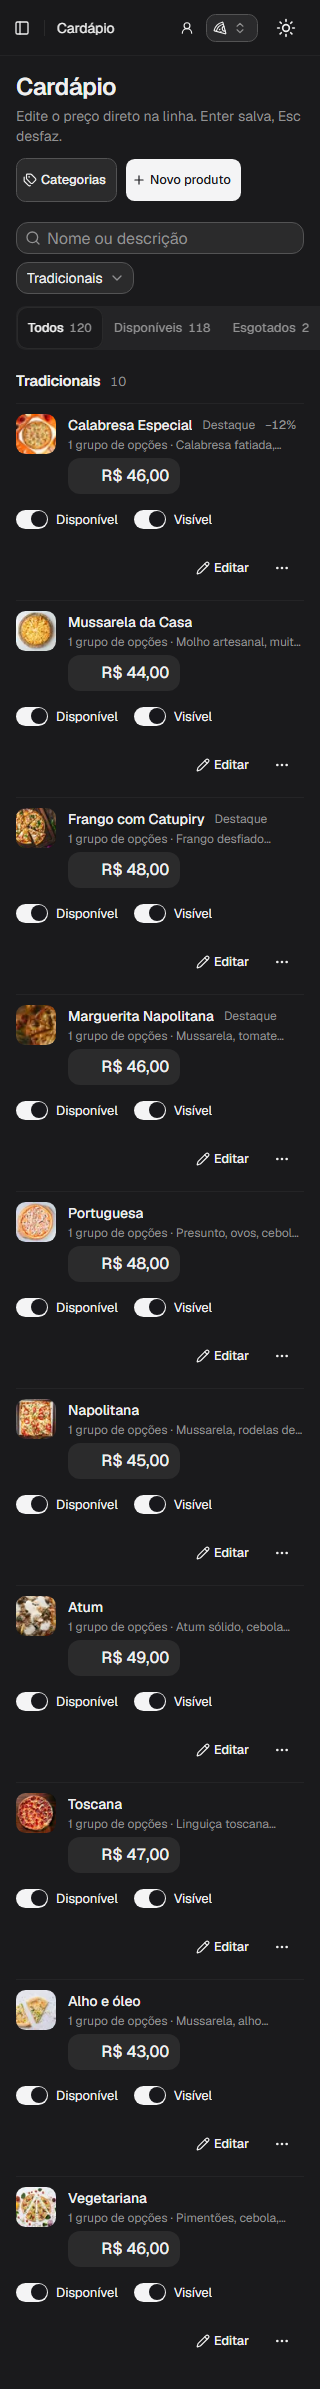 Cardápio
Cardápio
Edite o preço direto na linha. Enter salva, Esc
desfaz.
Categorias
Novo produto
Nome ou descrição
Tradicionais
Todos 120 Disponíveis 118 Esgotados 2
Tradicionais 10
Calabresa Especial Destaque -12%
1 grupo de opções · Calabresa fatiada,...
R$ 46,00
Disponível Visível
Editar
Mussarela da Casa
1 grupo de opções · Molho artesanal, muit...
R$ 44,00
Disponível Visível
Editar
Frango com Catupiry Destaque
1 grupo de opções · Frango desfiado...
R$ 48,00
Disponível Visível
Editar
Marguerita Napolitana Destaque
1 grupo de opções · Mussarela, tomate...
R$ 46,00
Disponível Visível
Editar
Portuguesa
1 grupo de opções · Presunto, ovos, cebol...
R$ 48,00
Disponível Visível
Editar
Napolitana
1 grupo de opções · Mussarela, rodelas de...
R$ 45,00
Disponível Visível
Editar
Atum
1 grupo de opções · Atum sólido, cebola...
R$ 49,00
Disponível Visível
Editar
Toscana
1 grupo de opções · Linguiça toscana...
R$ 47,00
Disponível Visível
Editar
Alho e óleo
1 grupo de opções · Mussarela, alho...
R$ 43,00
Disponível Visível
Editar
Vegetariana
1 grupo de opções · Pimentões, cebola,...
R$ 46,00
Disponível Visível
Editar